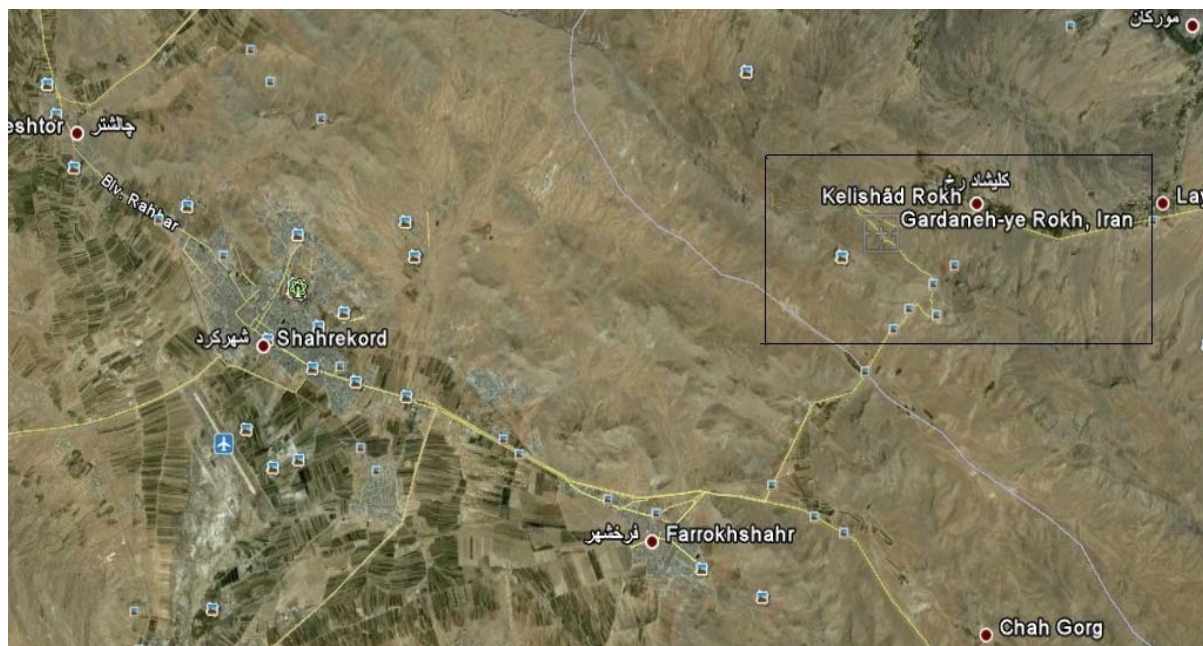 مورکان
eshtor چالشتر
Blv. Rahbar
کلیشاد رخ
Kelishād Rokh
Lay
Gardaneh-ye Rokh, Iran
شهرکرد Shahrekord
فرخشهر Farrokhshahr
Chah Gorg